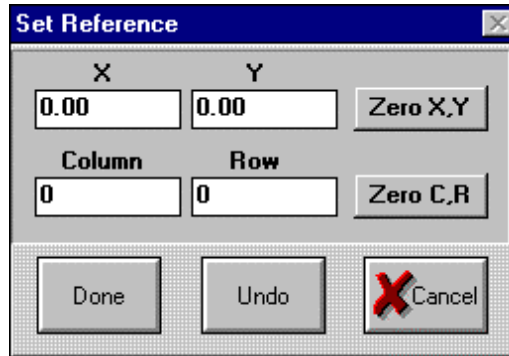 Set Reference
X Y
0.00 0.00 Zero X,Y
Column Row
0 0 Zero C,R
Done Undo Cancel